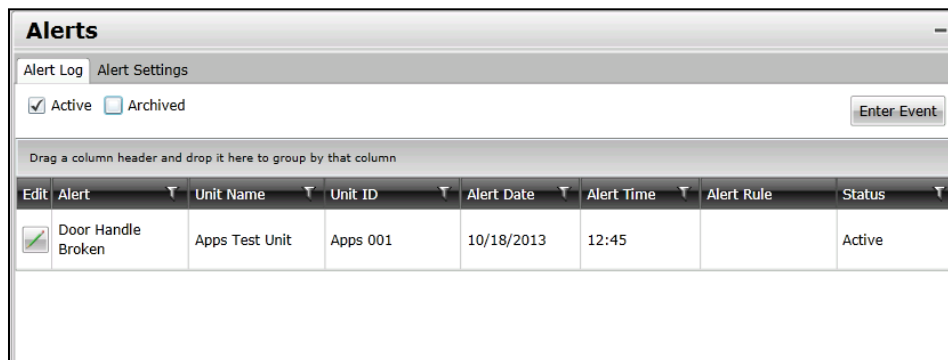 Alerts
Alert Log Alert Settings
Active Archived
Enter Event
Drag a column header and drop it here to group by that column
Edit Alert Unit Name Unit ID Alert Date Alert Time Alert Rule Status
Door Handle
Broken Apps Test Unit Apps 001 10/18/2013 12:45 Active